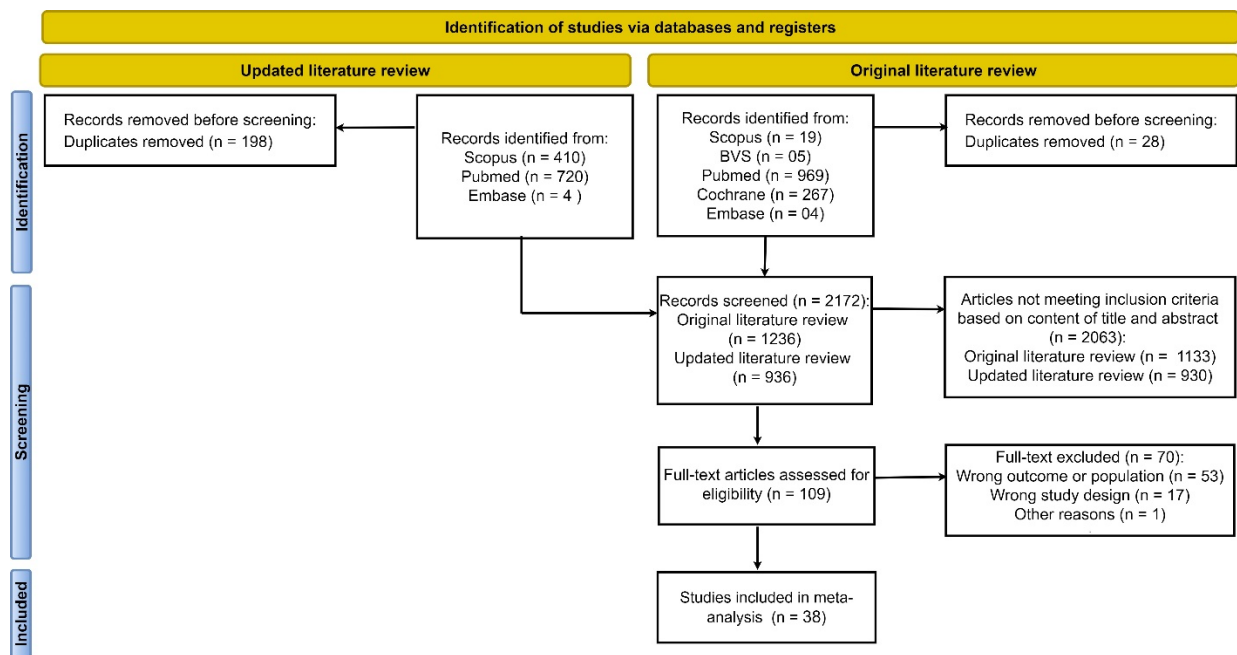 Identification of studies via databases and registers
Updated literature review
Original literature review
Identification
Records removed before screening:
Duplicates removed (n = 198)
Records identified from:
Scopus (n = 410)
Pubmed (n = 720)
Embase (n = 4 )
Records identified from:
Scopus (n = 19)
BVS (n = 05)
Pubmed (n = 969)
Cochrane (n = 267)
Embase (n = 04)
Records removed before screening:
Duplicates removed (n = 28)
Screening
Records screened (n = 2172):
Original literature review
(n = 1236)
Updated literature review
(n = 936)
Articles not meeting inclusion criteria
based on content of title and abstract
(n = 2063):
Original literature review (n =  1133)
Updated literature review (n = 930)
Full-text articles assessed for
eligibility (n = 109)
Full-text excluded (n = 70):
Wrong outcome or population (n = 53)
Wrong study design (n = 17)
Other reasons (n = 1)
Included
Studies included in meta-
analysis  (n = 38)